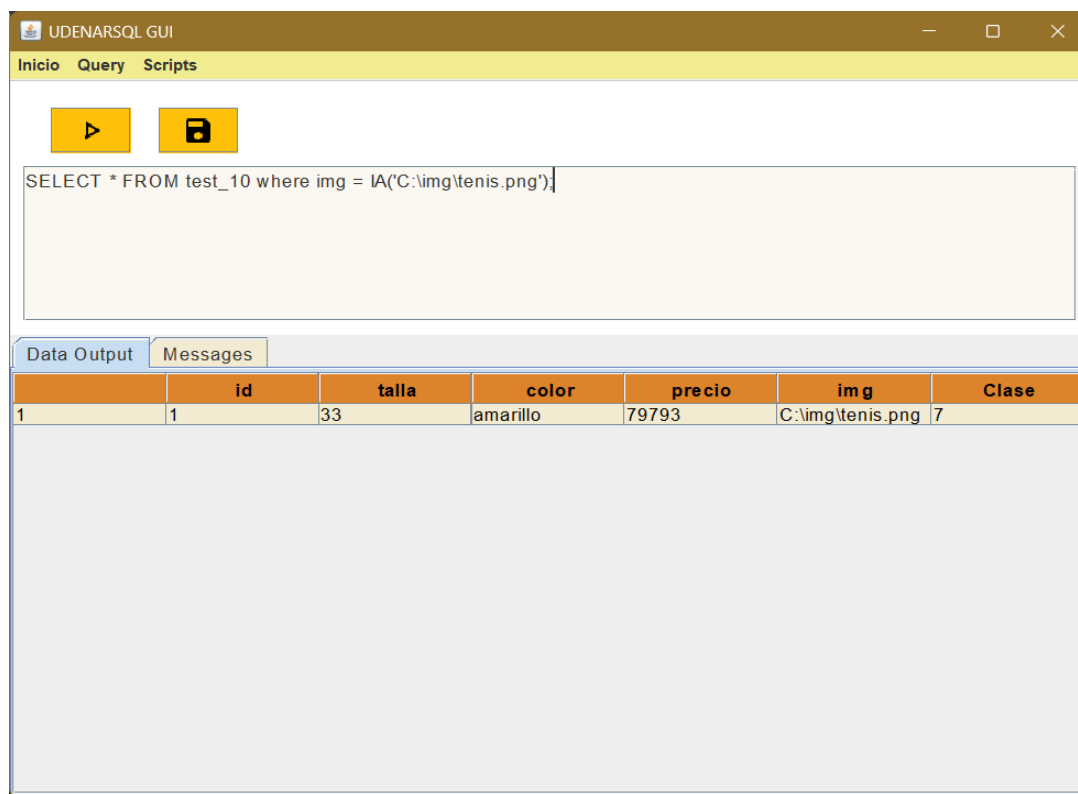 UDENARSQL GUI
Inicio Query Scripts
SELECT * FROM test_10 where img = IA('C:\img\tenis.png');
Data Output Messages
id talla color precio img Clase
1 1 33 amarillo 79793 C:\img\tenis.png 7